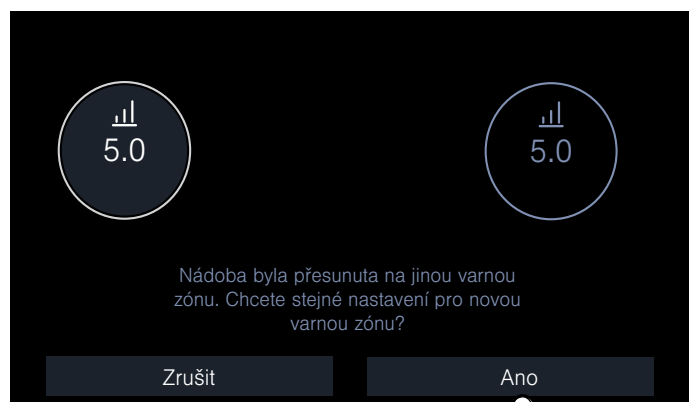 5.0
5.0
Nádoba byla přesunuta na jinou varnou
zónu. Chcete stejné nastavení pro novou
varnou zónu?
Zrušit
Ano